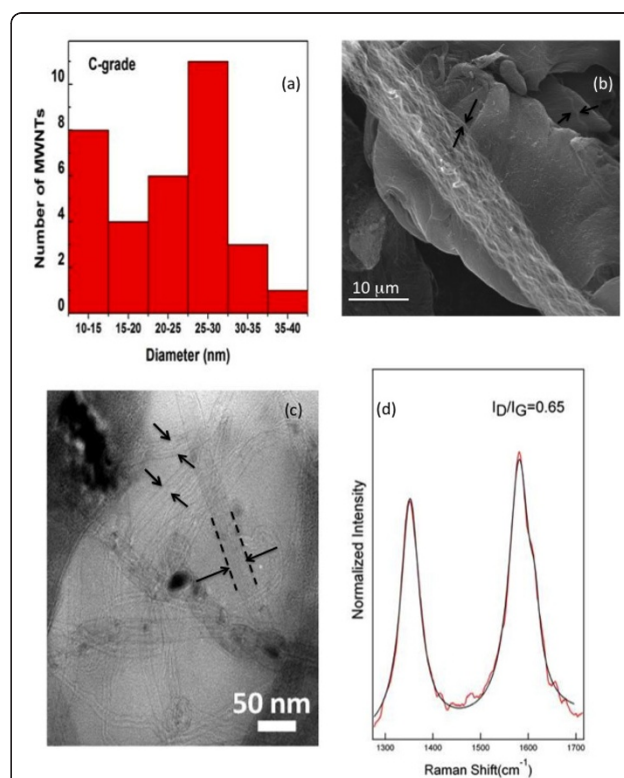 C-grade
(a)
10
8
6
4
2
0
Number of MWNTs
10-15 15-20 20-25 25-30 30-35 35-40
Diameter (nm)
(b)
10 μm
(c)
50 nm
(d)
I_D/I_G=0.65
Normalized Intensity
1300 1400 1500 1600 1700
Raman Shift(cm⁻¹)